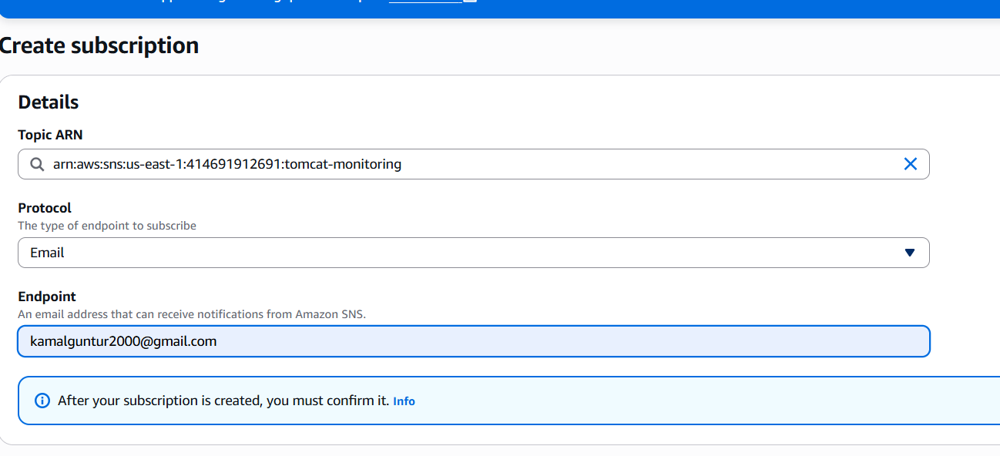 Create subscription
Details
Topic ARN
arn:aws:sns:us-east-1:414691912691:tomcat-monitoring
Protocol
The type of endpoint to subscribe
Email
Endpoint
An email address that can receive notifications from Amazon SNS.
kamalguntur2000@gmail.com
After your subscription is created, you must confirm it. Info